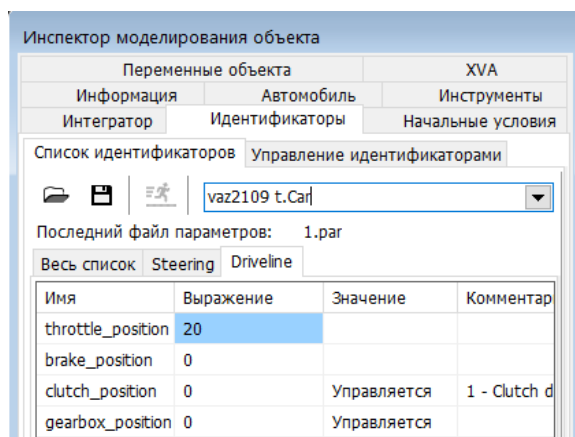 Инспектор моделирования объекта
Переменные объекта XVA
Информация Автомобиль Инструменты
Интегратор Идентификаторы Начальные условия
Список идентификаторов Управление идентификаторами
vaz2109 t.Car
Последний файл параметров: 1.par
Весь список Steering Driveline
Имя Выражение Значение Комментар
throttle_position 20
brake_position 0
clutch_position 0 Управляется 1 - Clutch d
gearbox_position 0 Управляется